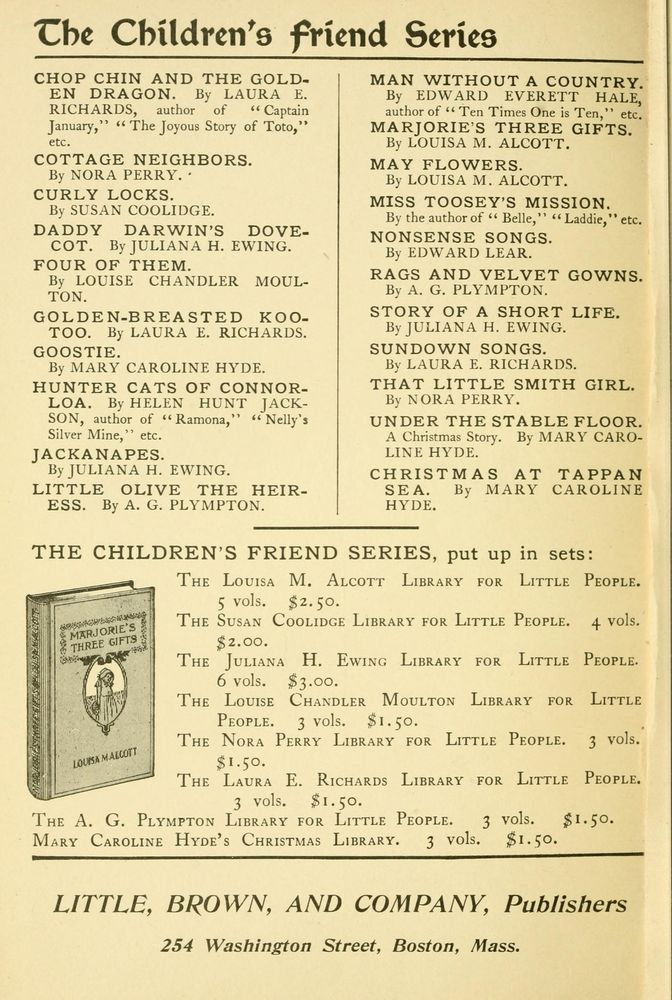 The Children's Friend Series
CHOP CHIN AND THE GOLD-
EN DRAGON. By LAURA E.
RICHARDS, author of "Captain
January," "The Joyous Story of Toto,"
etc.
COTTAGE NEIGHBORS.
By NORA PERRY.
CURLY LOCKS.
By SUSAN COOLIDGE.
DADDY DARWIN'S DOVE-
COT. By JULIANA H. EWING.
FOUR OF THEM.
By LOUISE CHANDLER MOUL-
TON.
GOLDEN-BREASTED KOO-
TOO. By LAURA E. RICHARDS.
GOOSTIE.
By MARY CAROLINE HYDE.
HUNTER CATS OF CONNOR-
LOA. By HELEN HUNT JACK-
SON, author of "Ramona," "Nelly's
Silver Mine," etc.
JACKANAPES.
By JULIANA H. EWING.
LITTLE OLIVE THE HEIR-
ESS. By A. G. PLYMPTON.
MAN WITHOUT A COUNTRY.
By EDWARD EVERETT HALE,
author of "Ten Times One is Ten," etc.
MARJORIE'S THREE GIFTS.
By LOUISA M. ALCOTT.
MAY FLOWERS.
By LOUISA M. ALCOTT.
MISS TOOSEY'S MISSION.
By the author of "Belle," "Laddie," etc.
NONSENSE SONGS.
By EDWARD LEAR.
RAGS AND VELVET GOWNS.
By A. G. PLYMPTON.
STORY OF A SHORT LIFE.
By JULIANA H. EWING.
SUNDOWN SONGS.
By LAURA E. RICHARDS.
THAT LITTLE SMITH GIRL.
By NORA PERRY.
UNDER THE STABLE FLOOR.
A Christmas Story. By MARY CARO-
LINE HYDE.
CHRISTMAS AT TAPPAN
SEA. By MARY CAROLINE
HYDE.
THE CHILDREN'S FRIEND SERIES, put up in sets:
MARJORIE'S
THREE GIFTS
LOUISA M ALCOTT
THE LOUISA M. ALCOTT LIBRARY FOR LITTLE PEOPLE.
5 vols. $2.50.
THE SUSAN COOLIDGE LIBRARY FOR LITTLE PEOPLE. 4 vols.
$2.00.
THE JULIANA H. EWING LIBRARY FOR LITTLE PEOPLE.
6 vols. $3.00.
THE LOUISE CHANDLER MOULTON LIBRARY FOR LITTLE
PEOPLE. 3 vols. $1.50.
THE NORA PERRY LIBRARY FOR LITTLE PEOPLE. 3 vols.
$1.50.
THE LAURA E. RICHARDS LIBRARY FOR LITTLE PEOPLE.
3 vols. $1.50.
THE A. G. PLYMPTON LIBRARY FOR LITTLE PEOPLE. 3 vols. $1.50.
MARY CAROLINE HYDE'S CHRISTMAS LIBRARY. 3 vols. $1.50.
LITTLE, BROWN, AND COMPANY, Publishers
254 Washington Street, Boston, Mass.